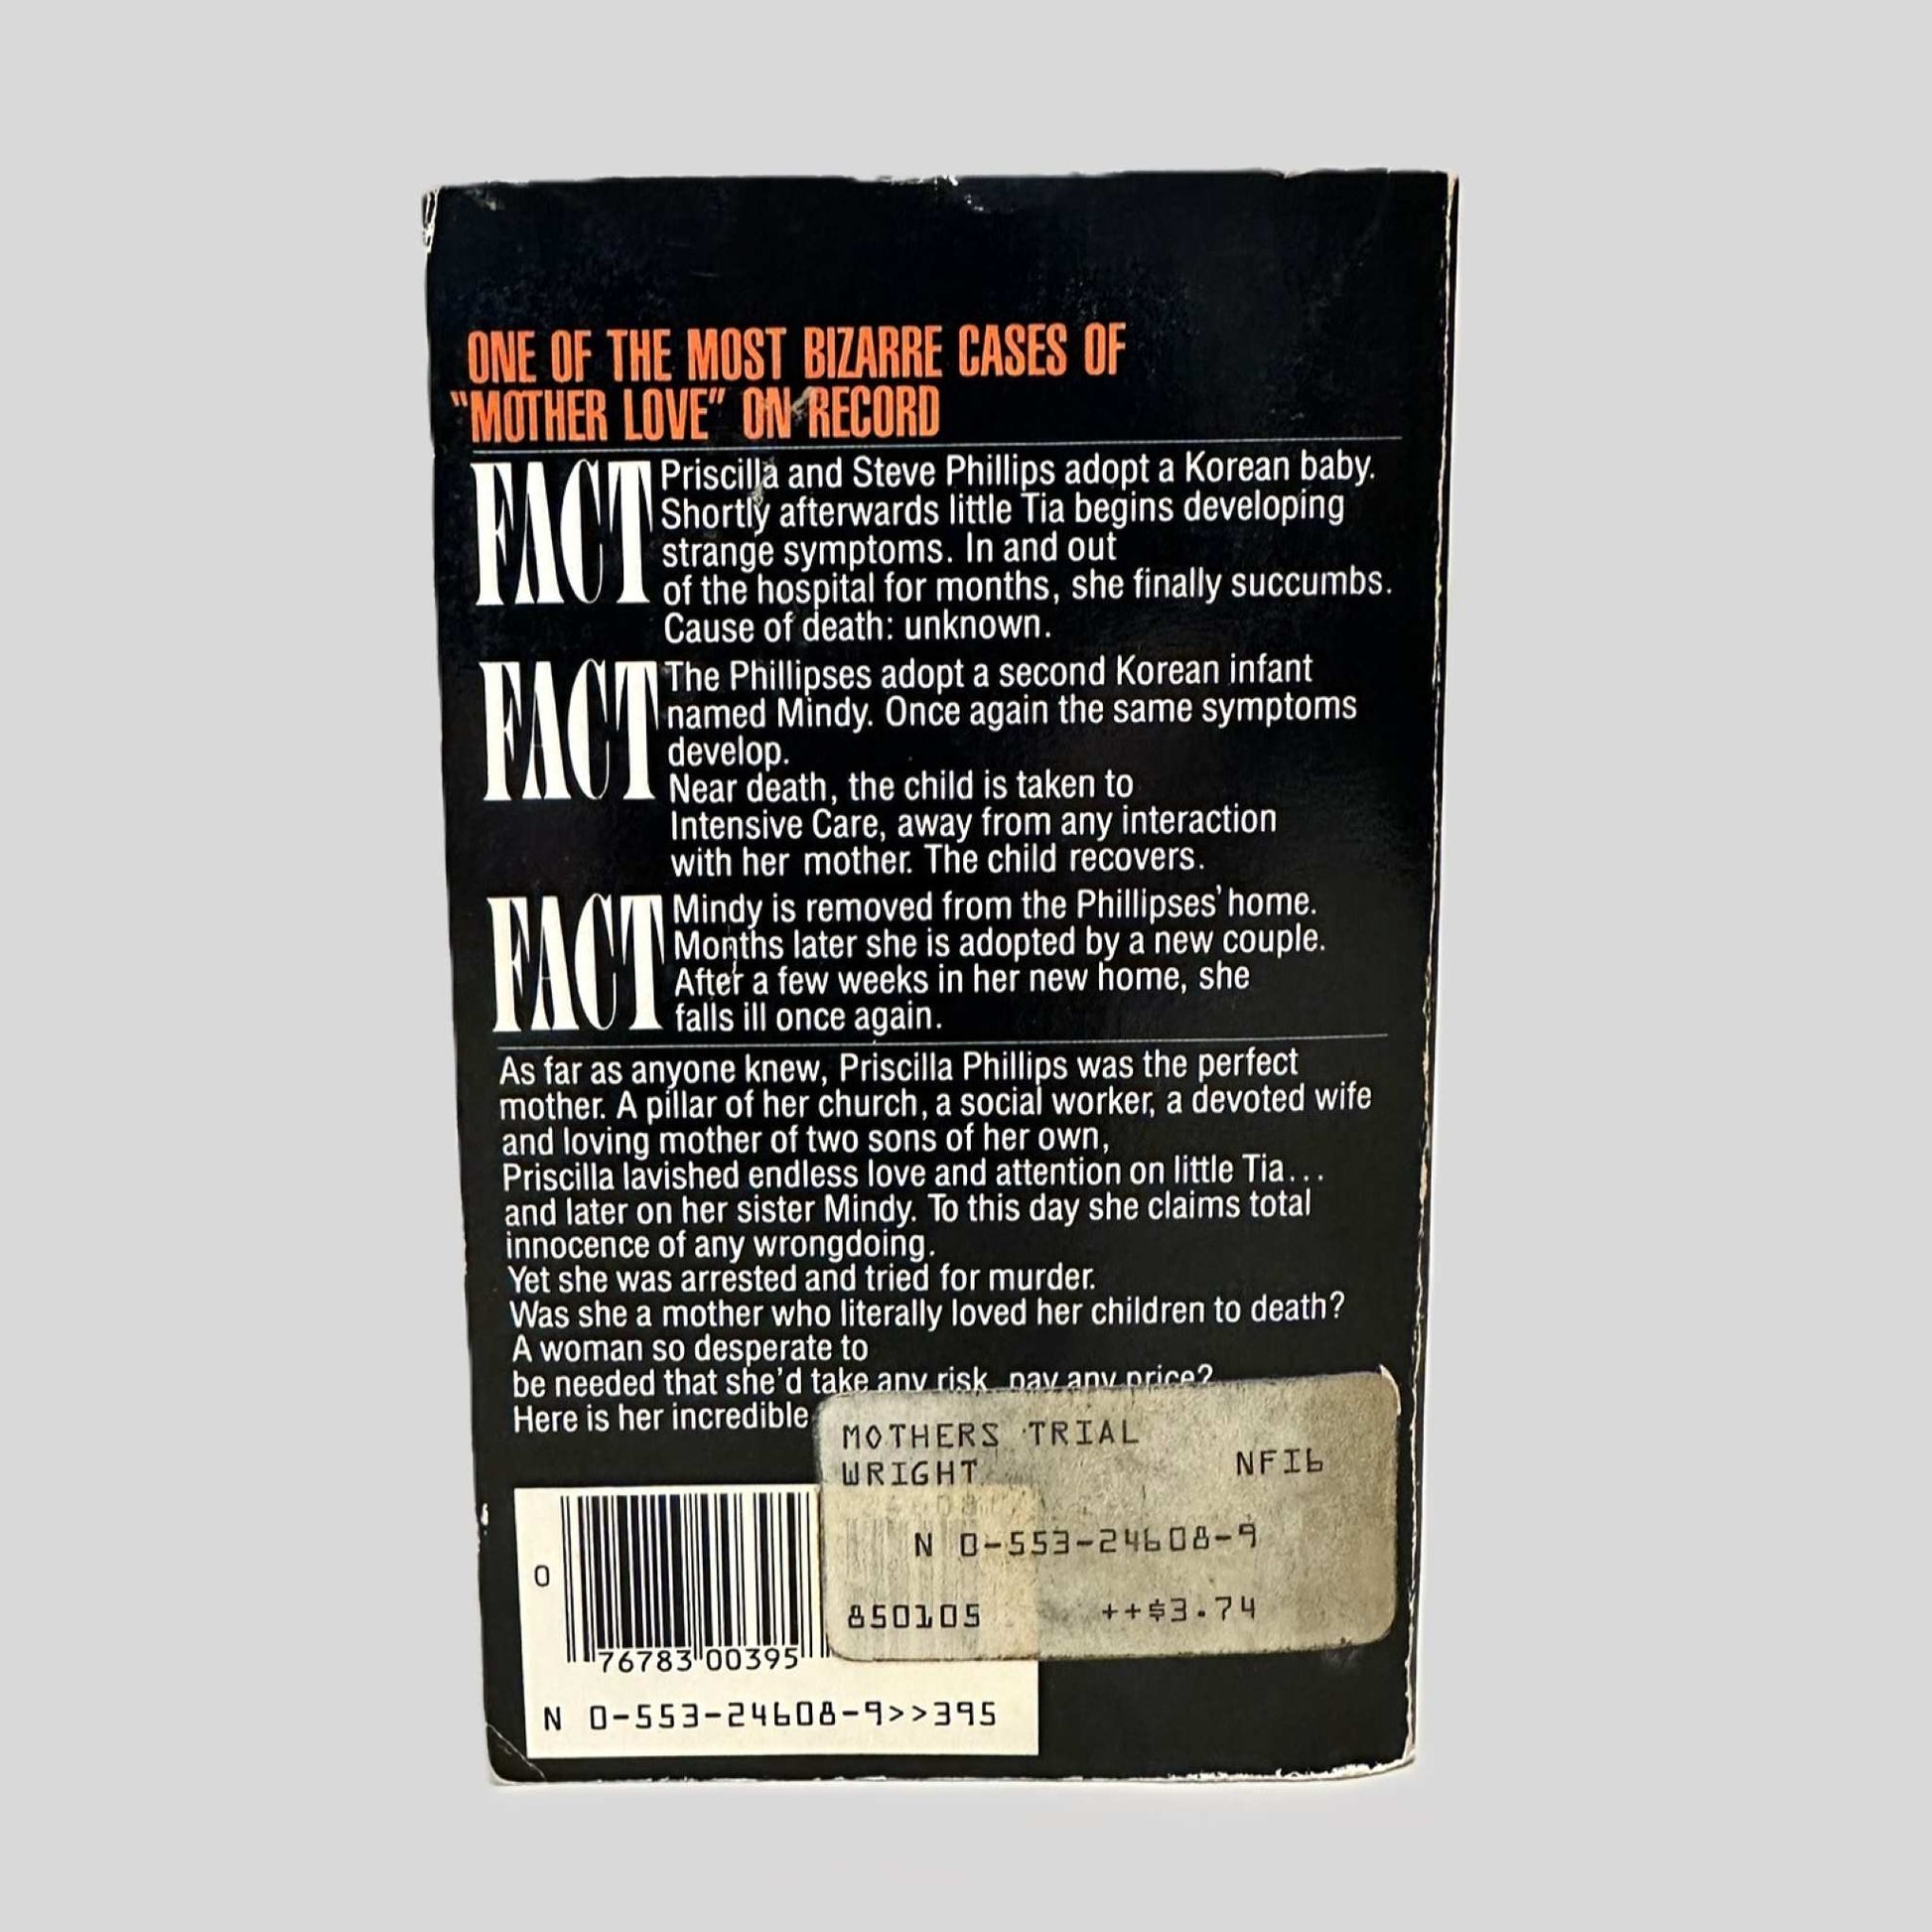 ONE OF THE MOST BIZARRE CASES OF
"MOTHER LOVE" ON RECORD
FACT
Priscilla and Steve Phillips adopt a Korean baby.
Shortly afterwards little Tia begins developing
strange symptoms. In and out
of the hospital for months, she finally succumbs.
Cause of death: unknown.
FACT
The Phillipses adopt a second Korean infant
named Mindy. Once again the same symptoms
develop.
Near death, the child is taken to
Intensive Care, away from any interaction
with her mother. The child recovers.
FACT
Mindy is removed from the Phillipses' home.
Months later she is adopted by a new couple.
After a few weeks in her new home, she
falls ill once again.
As far as anyone knew, Priscilla Phillips was the perfect
mother. A pillar of her church, a social worker, a devoted wife
and loving mother of two sons of her own,
Priscilla lavished endless love and attention on little Tia...
and later on her sister Mindy. To this day she claims total
innocence of any wrongdoing.
Yet she was arrested and tried for murder.
Was she a mother who literally loved her children to death?
A woman so desperate to
be needed that she'd take any risk, pay any price?
Here is her incredible
MOTHERS TRIAL
WRIGHT NFI6
N 0-553-24608-9
850105 ++$3.74
0
76783 00395
N 0-553-24608-9>>395